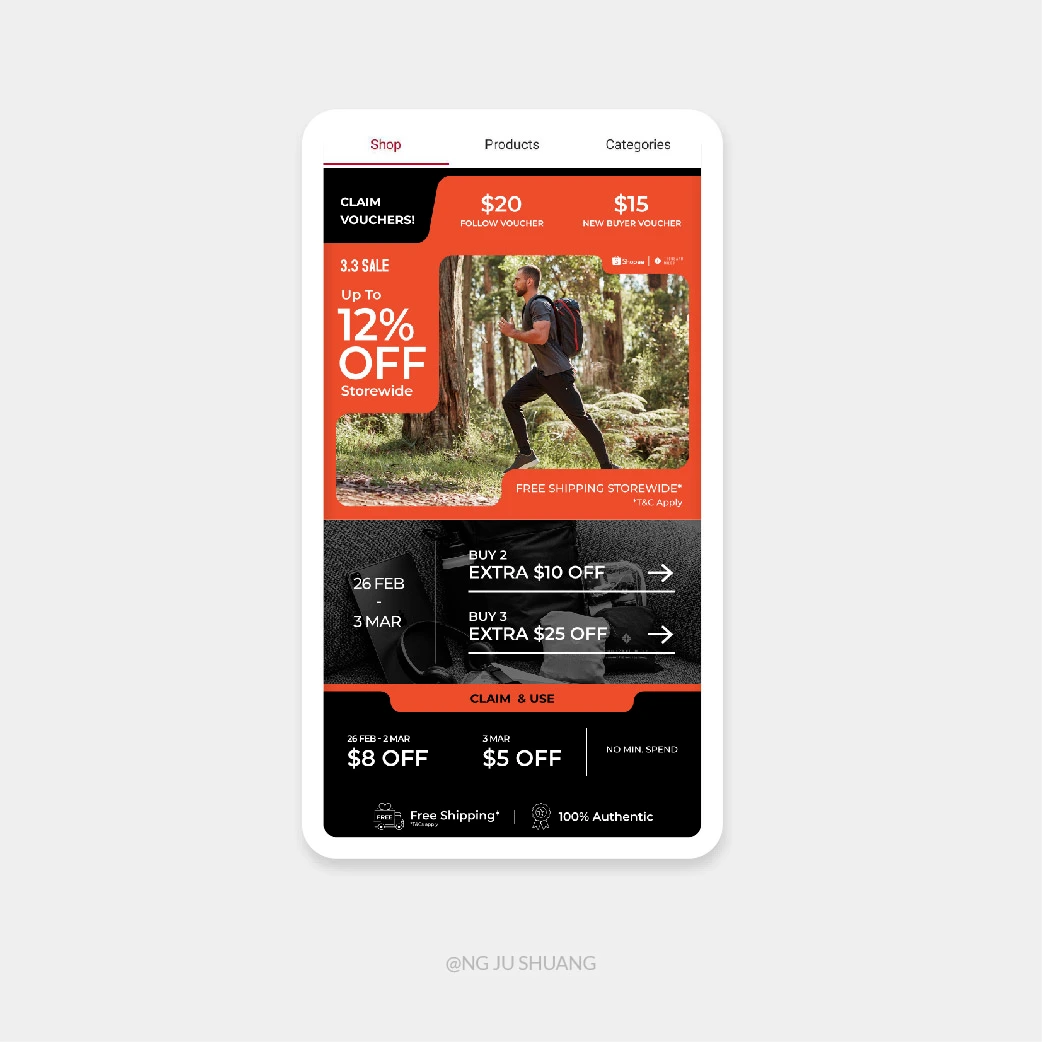 Shop Products Categories
CLAIM
VOUCHERS!
$20
FOLLOW VOUCHER
$15
NEW BUYER VOUCHER
3.3 SALE
Shopee
Up To
12%
OFF
Storewide
FREE SHIPPING STOREWIDE*
*T&C Apply
26 FEB
-
3 MAR
BUY 2
EXTRA $10 OFF
BUY 3
EXTRA $25 OFF
CLAIM & USE
26 FEB - 2 MAR
$8 OFF
3 MAR
$5 OFF
NO MIN. SPEND
FREE
Free Shipping*
*T&Cs apply
100% Authentic
@NG JU SHUANG